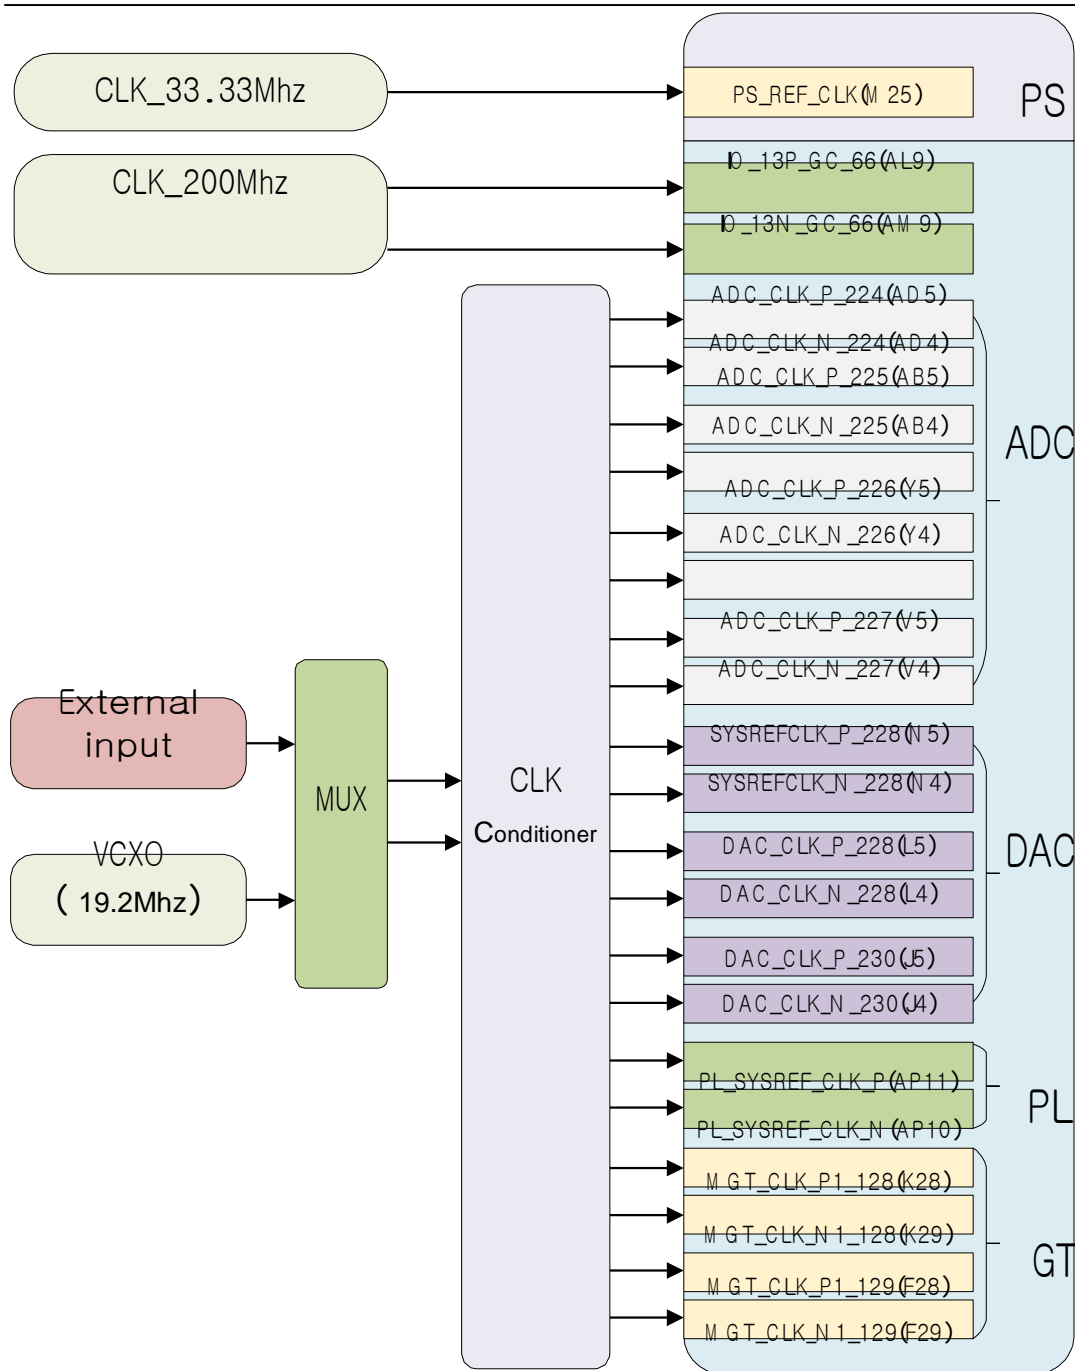 CLK_33.33Mhz
PS_REF_CLK(M25)
PS
CLK_200Mhz
IO_13P_GC_66(AL9)
IO_13N_GC_66(AM9)
ADC_CLK_P_224(AD5)
ADC_CLK_N_224(AD4)
ADC_CLK_P_225(AB5)
ADC_CLK_N_225(AB4)
ADC
ADC_CLK_P_226(Y5)
ADC_CLK_N_226(Y4)
ADC_CLK_P_227(V5)
ADC_CLK_N_227(V4)
External
input
MUX
VCXO
( 19.2Mhz)
CLK
Conditioner
SYSREFCLK_P_228(N5)
SYSREFCLK_N_228(N4)
DAC_CLK_P_228(L5)
DAC
DAC_CLK_N_228(L4)
DAC_CLK_P_230(J5)
DAC_CLK_N_230(J4)
PL_SYSREF_CLK_P(AP11)
PL
PL_SYSREF_CLK_N(AP10)
MGT_CLK_P1_128(K28)
MGT_CLK_N1_128(K29)
GT
MGT_CLK_P1_129(F28)
MGT_CLK_N1_129(F29)